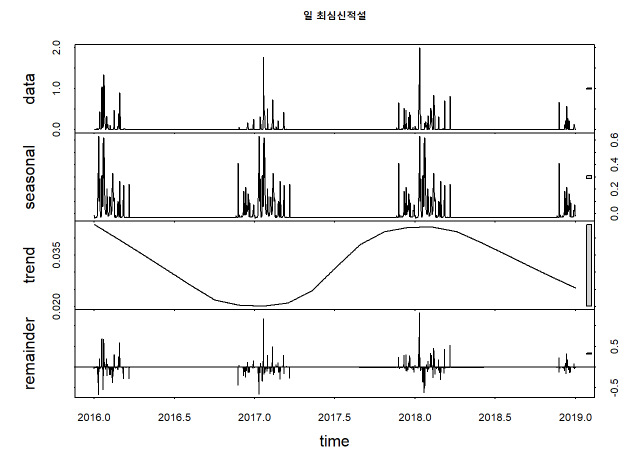 일 최심신적설
data
0.0 1.0 2.0
seasonal
0.0 0.2 0.4 0.6
trend
0.020 0.035
remainder
-0.5 0.5
2016.0 2016.5 2017.0 2017.5 2018.0 2018.5 2019.0
time